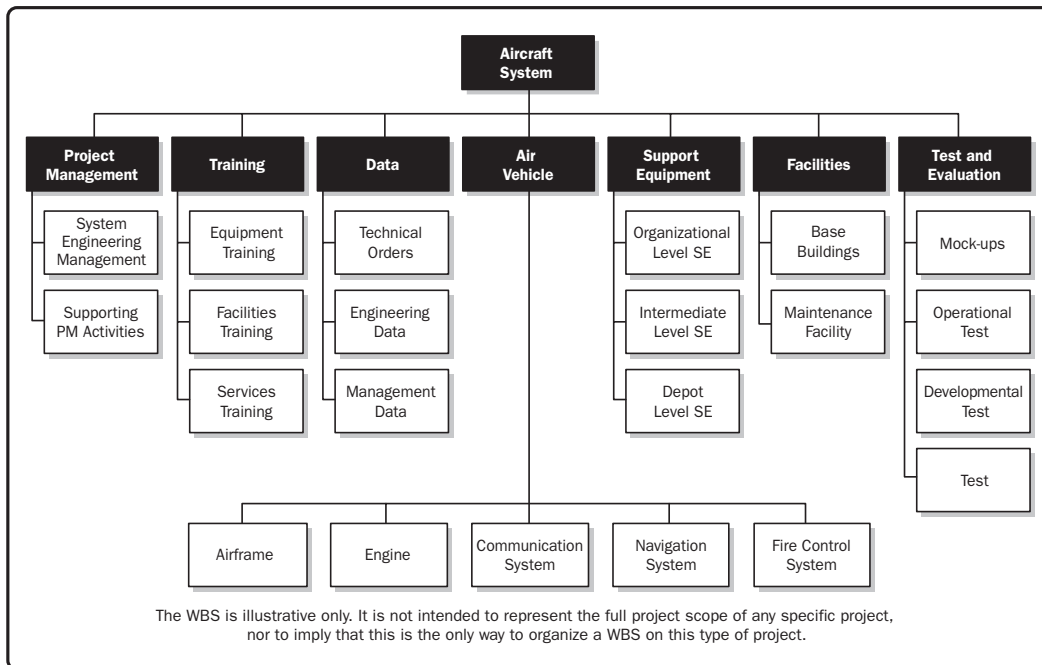 Aircraft
System
Project
Management
Training
Data
Air
Vehicle
Support
Equipment
Facilities
Test and
Evaluation
System
Engineering
Management
Supporting
PM Activities
Equipment
Training
Facilities
Training
Services
Training
Technical
Orders
Engineering
Data
Management
Data
Organizational
Level SE
Intermediate
Level SE
Depot
Level SE
Base
Buildings
Maintenance
Facility
Mock-ups
Operational
Test
Developmental
Test
Test
Airframe
Engine
Communication
System
Navigation
System
Fire Control
System
The WBS is illustrative only. It is not intended to represent the full project scope of any specific project,
nor to imply that this is the only way to organize a WBS on this type of project.